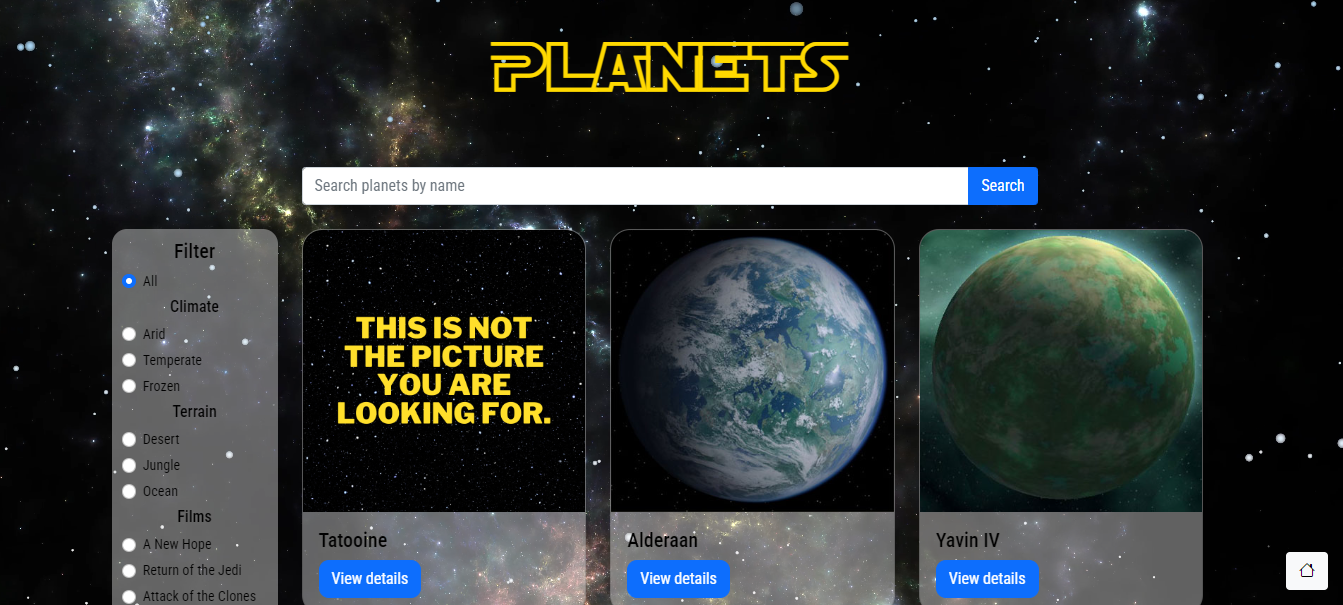 PLANETS
Search planets by name
Search
Filter
All
Climate
Arid
Temperate
Frozen
Terrain
Desert
Jungle
Ocean
Films
A New Hope
Return of the Jedi
Attack of the Clones
THIS IS NOT
THE PICTURE
YOU ARE
LOOKING FOR.
Tatooine
View details
Alderaan
View details
Yavin IV
View details